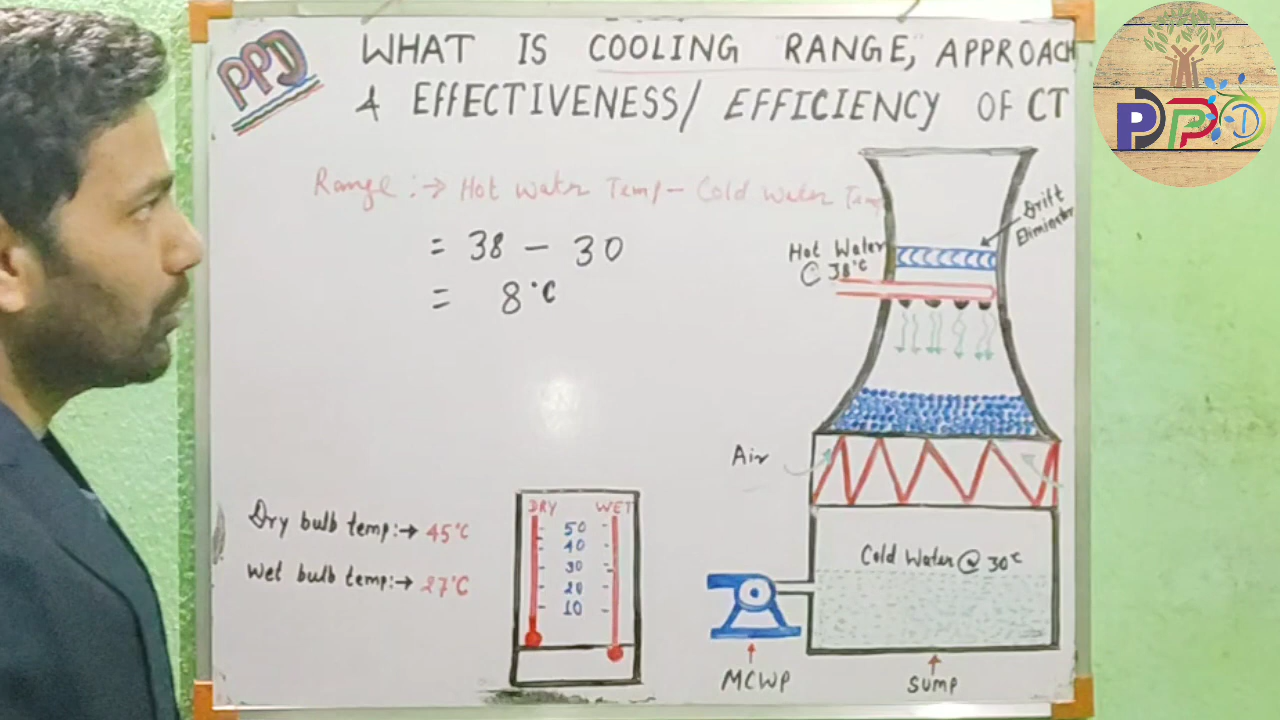 PPD
WHAT IS COOLING RANGE, APPROACH
& EFFECTIVENESS/ EFFICIENCY OF CT
PPD
Range :→ Hot Water Temp - Cold Water Temp
= 38 - 30
= 8°C
Drift
Eliminator
Hot Water
@ 38°C
Air
Dry bulb temp:→ 45°C
Wet bulb temp:→ 27°C
DRY WET
50
40
30
20
10
Cold Water @ 30°C
MCWP
SUMP